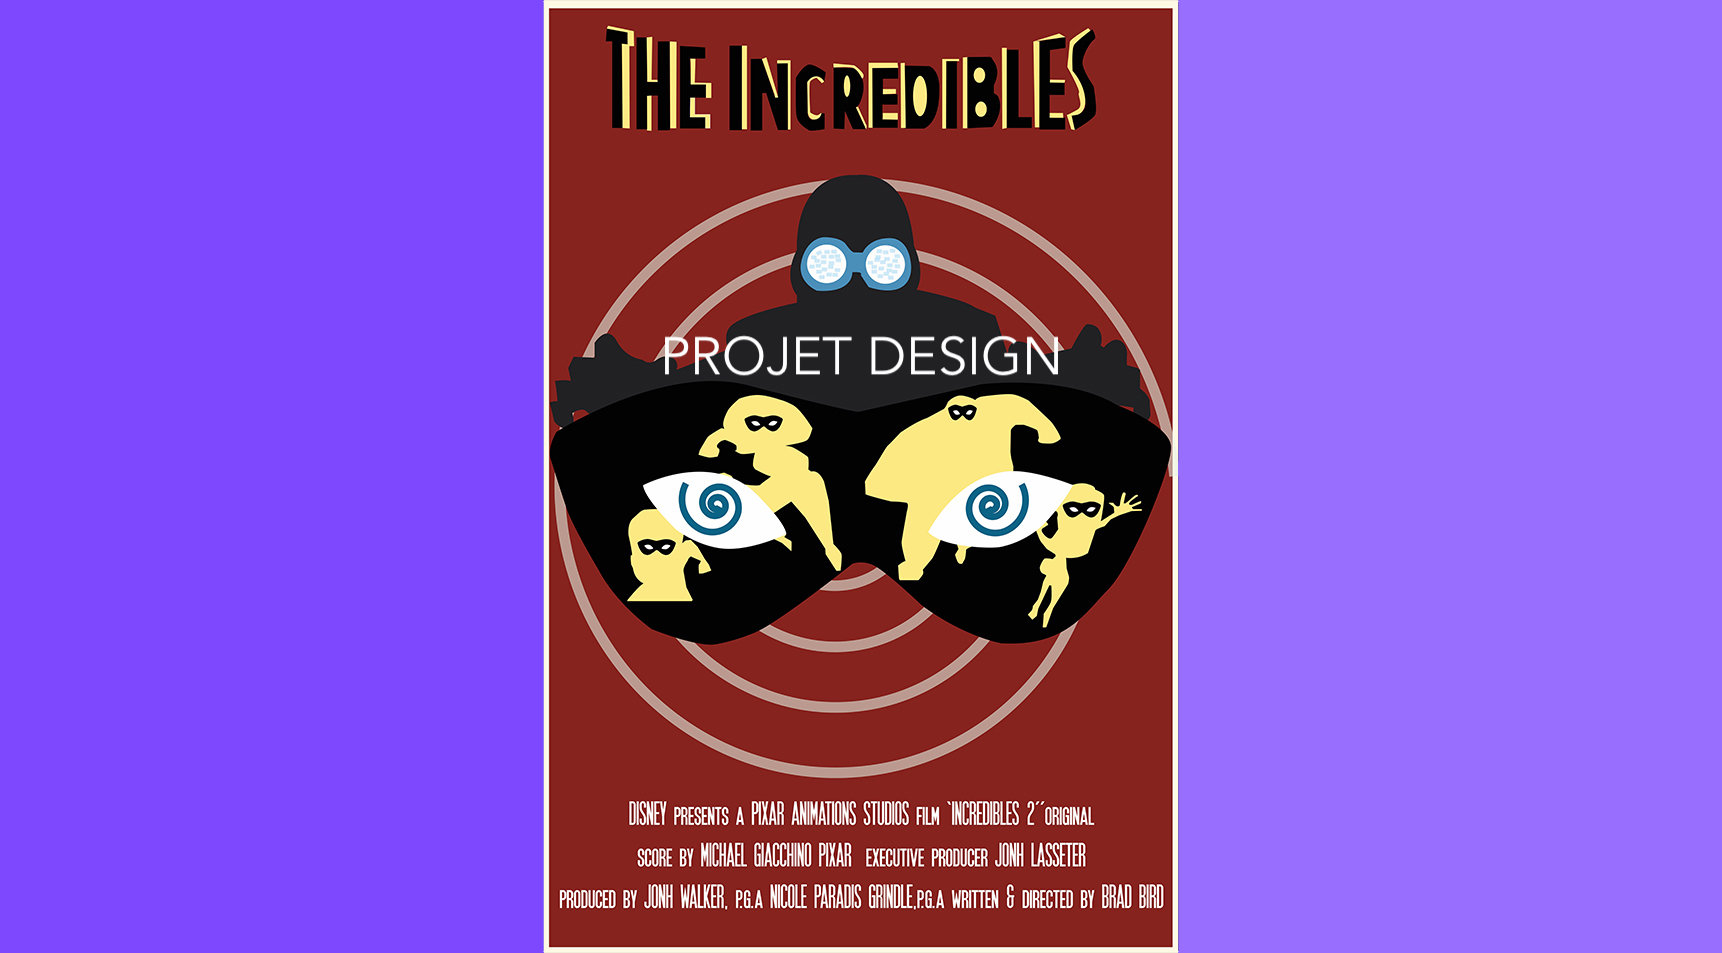 THE INCREDIBLES
PROJET DESIGN
DISNEY PRESENTS A PIXAR ANIMATIONS STUDIOS FILM `INCREDIBLES 2´´ORIGINAL
SCORE BY MICHAEL GIACCHINO PIXAR EXECUTIVE PRODUCER JONH LASSETER
PRODUCED BY JONH WALKER, P.G.A NICOLE PARADIS GRINDLE,P.G.A WRITTEN & DIRECTED BY BRAD BIRD